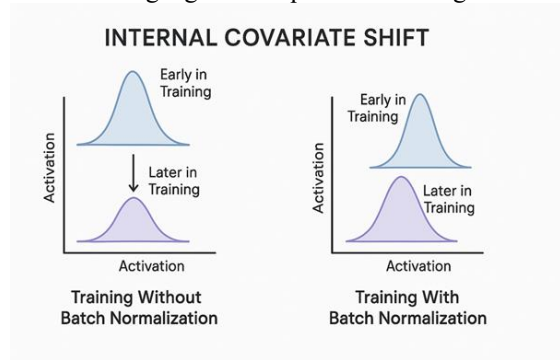 INTERNAL COVARIATE SHIFT
Early in
Training
Later in
Training
Activation
Activation
Training Without
Batch Normalization
Early in
Training
Later in
Training
Activation
Activation
Training With
Batch Normalization